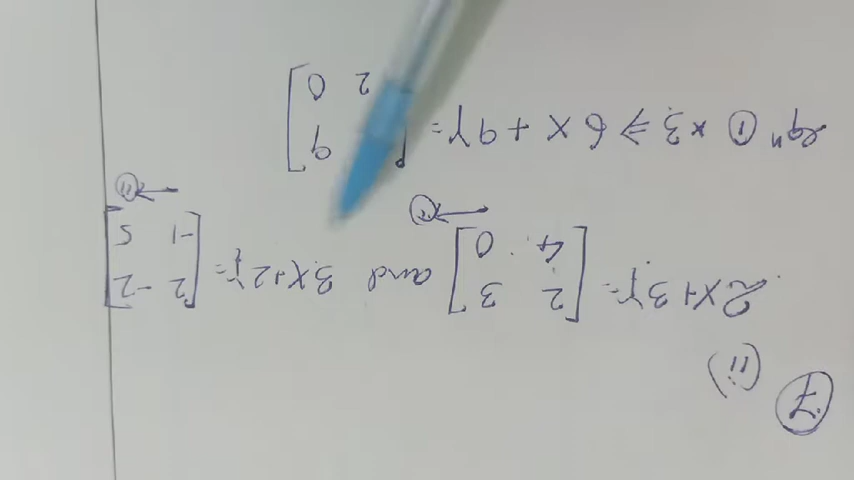 7
(ii)
2X+3Y= [2 3 and 3X+2Y= [2 -2
4 0] → (i) -1 5] → (ii)
eqn ① × 3 ⇒ 6X + 9Y = [ 9
2 0]